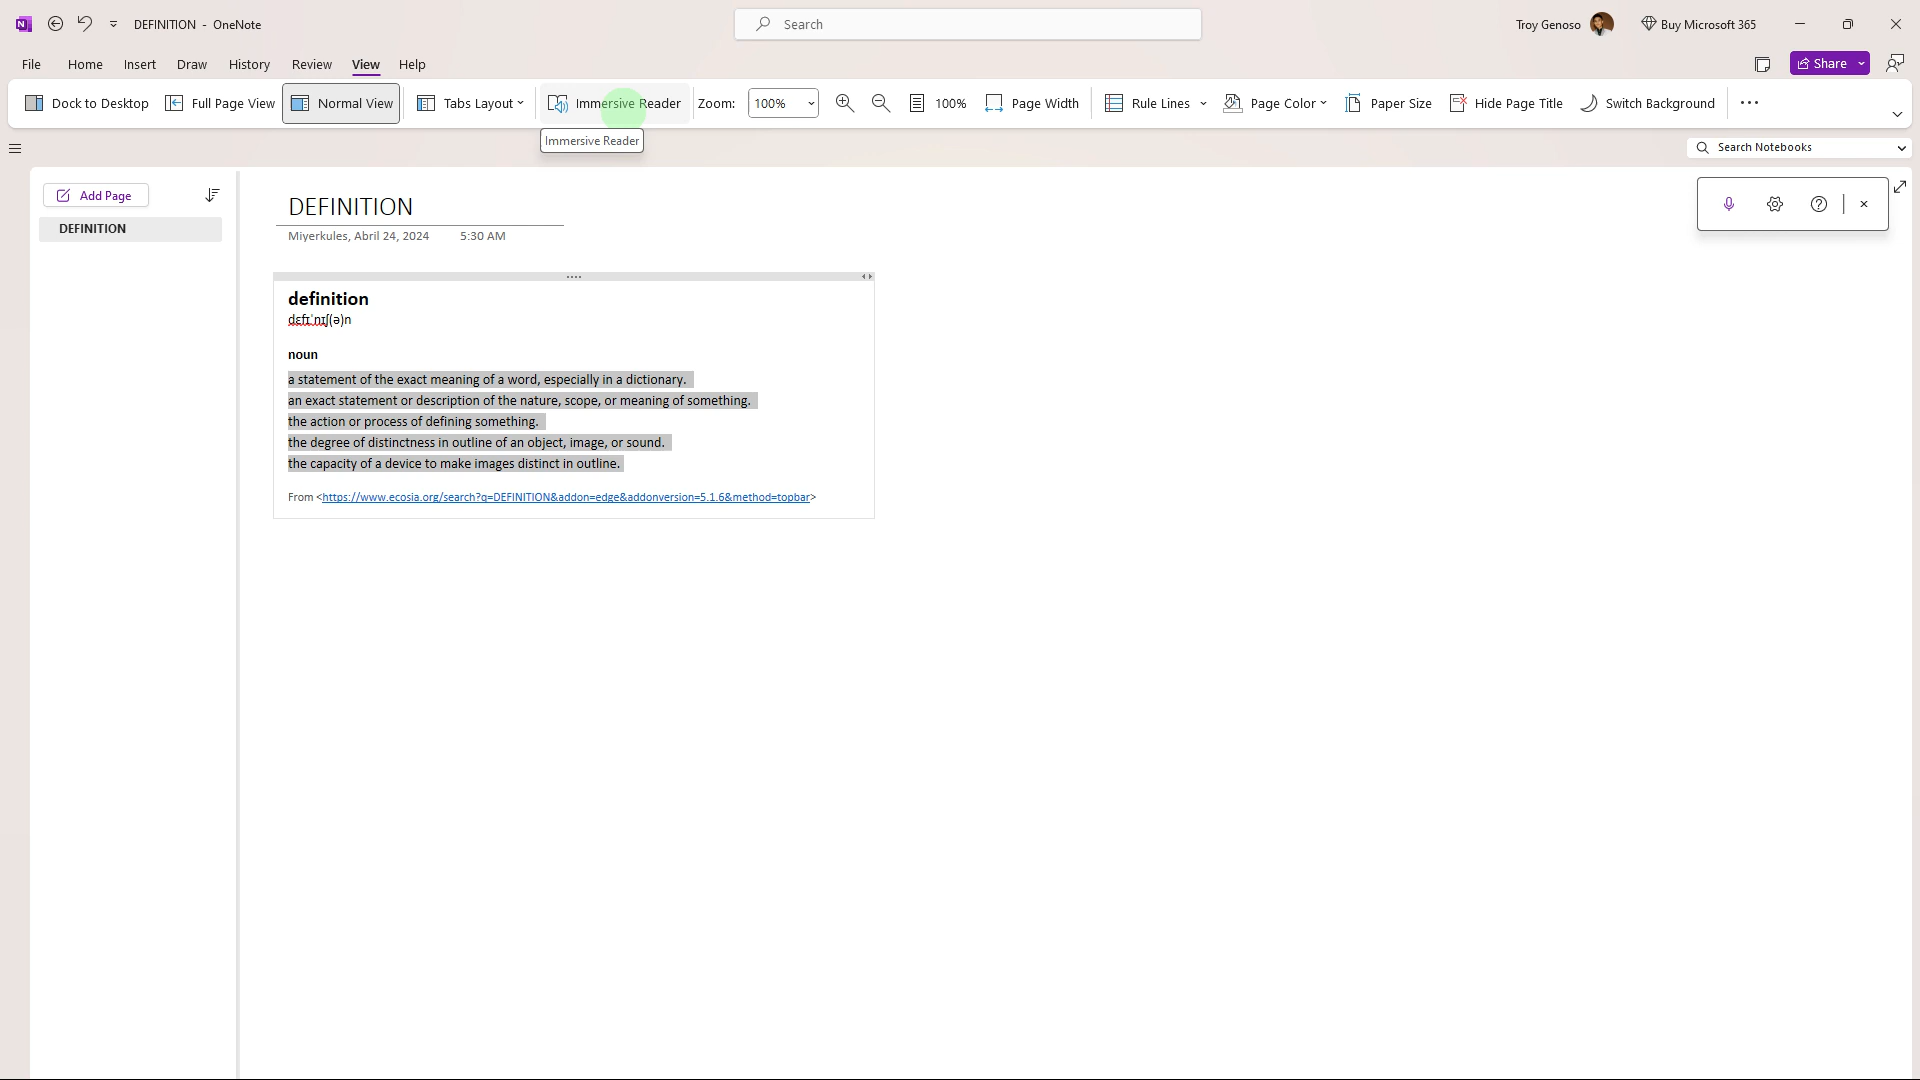 DEFINITION - OneNote
Search
Troy Genoso
Buy Microsoft 365
File Home Insert Draw History Review View Help
Share
Dock to Desktop Full Page View Normal View Tabs Layout Immersive Reader Zoom: 100% 100% Page Width Rule Lines Page Color Paper Size Hide Page Title Switch Background
Immersive Reader
Search Notebooks
Add Page
DEFINITION
DEFINITION
Miyerkules, Abril 24, 2024 5:30 AM
definition
dɛfɪˈnɪʃ(ə)n
noun
a statement of the exact meaning of a word, especially in a dictionary.
an exact statement or description of the nature, scope, or meaning of something.
the action or process of defining something.
the degree of distinctness in outline of an object, image, or sound.
the capacity of a device to make images distinct in outline.
From <https://www.ecosia.org/search?q=DEFINITION&addon=edge&addonversion=5.1.6&method=topbar>